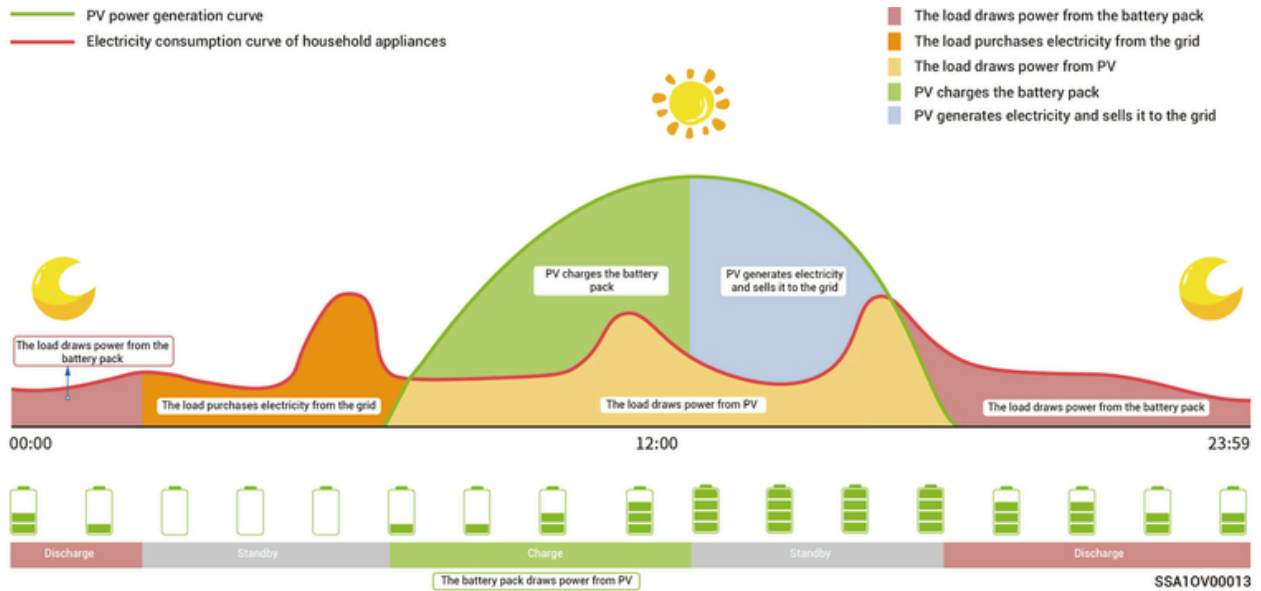 PV power generation curve
Electricity consumption curve of household appliances
The load draws power from the battery pack
The load purchases electricity from the grid
The load draws power from PV
PV charges the battery pack
PV generates electricity and sells it to the grid
PV charges the battery
pack
PV generates electricity
and sells it to the grid
The load draws power from the
battery pack
The load purchases electricity from the grid
The load draws power from PV
The load draws power from the battery pack
00:00
12:00
23:59
Discharge
Standby
Charge
Standby
Discharge
The battery pack draws power from PV
SSA1OV00013